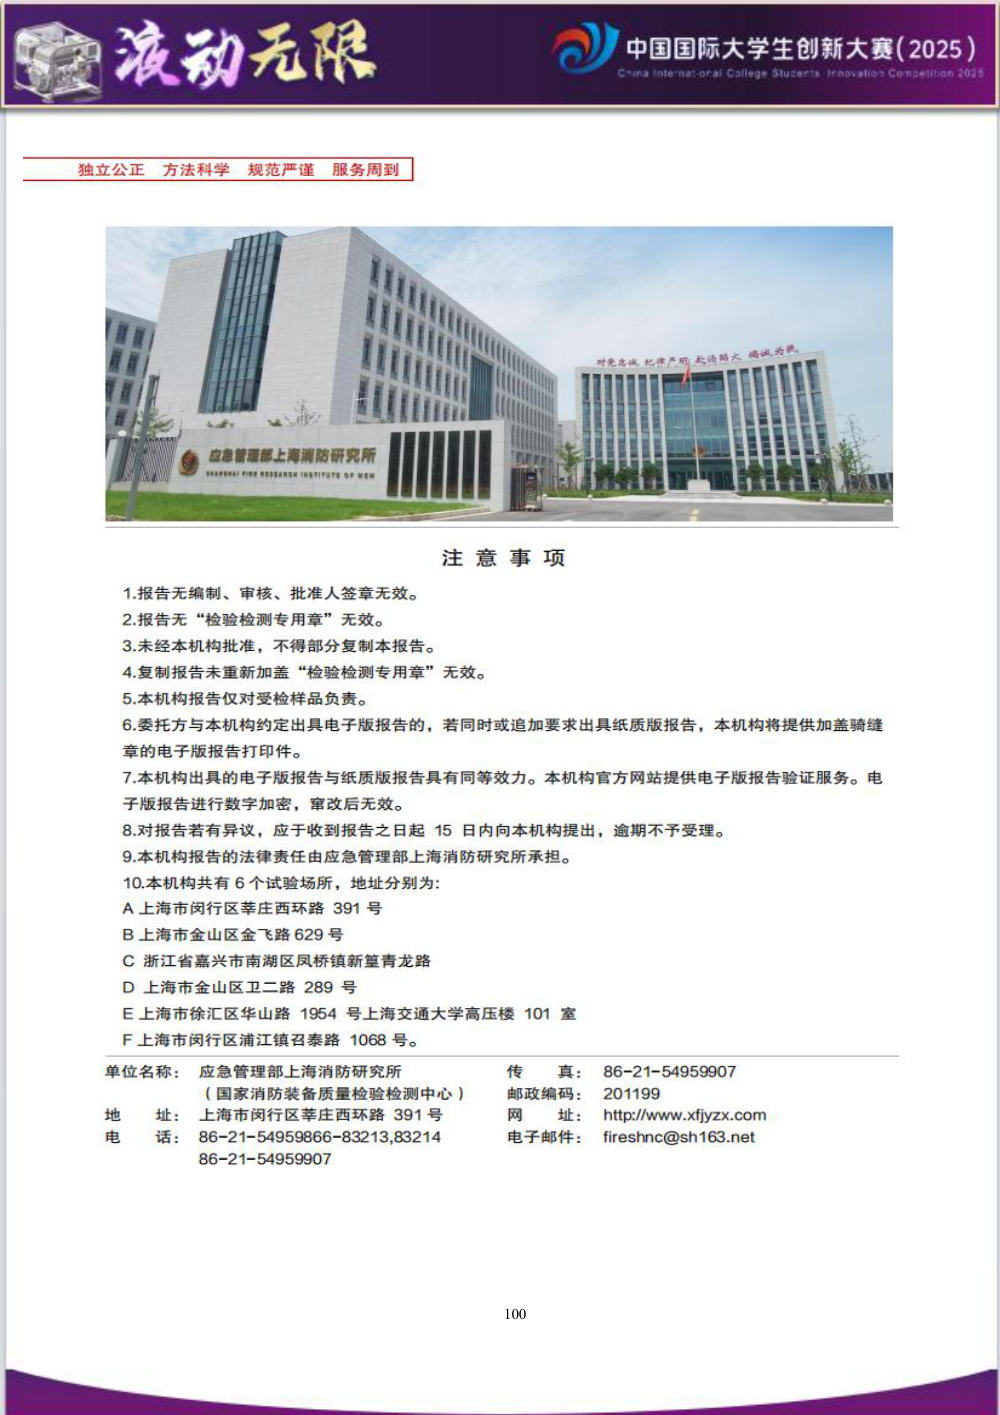 液动无限
中国国际大学生创新大赛(2025)
China International College Students Innovation Competition 2025
独立公正 方法科学 规范严谨 服务周到
对党忠诚 纪律严明 赴汤蹈火 竭诚为民
应急管理部上海消防研究所
SHANGHAI FIRE RESEARCH INSTITUTE OF MEM
注意事项
1.报告无编制、审核、批准人签章无效。
2.报告无“检验检测专用章”无效。
3.未经本机构批准，不得部分复制本报告。
4.复制报告未重新加盖“检验检测专用章”无效。
5.本机构报告仅对受检样品负责。
6.委托方与本机构约定出具电子版报告的，若同时或追加要求出具纸质版报告，本机构将提供加盖骑缝
章的电子版报告打印件。
7.本机构出具的电子版报告与纸质版报告具有同等效力。本机构官方网站提供电子版报告验证服务。电
子版报告进行数字加密，窜改后无效。
8.对报告若有异议，应于收到报告之日起 15 日内向本机构提出，逾期不予受理。
9.本机构报告的法律责任由应急管理部上海消防研究所承担。
10.本机构共有 6 个试验场所，地址分别为:
A 上海市闵行区莘庄西环路 391 号
B 上海市金山区金飞路 629 号
C 浙江省嘉兴市南湖区凤桥镇新篁青龙路
D 上海市金山区卫二路 289 号
E 上海市徐汇区华山路 1954 号上海交通大学高压楼 101 室
F 上海市闵行区浦江镇召泰路 1068 号。
单位名称： 应急管理部上海消防研究所 传 真： 86-21-54959907
（国家消防装备质量检验检测中心） 邮政编码： 201199
地 址： 上海市闵行区莘庄西环路 391 号 网 址： http://www.xfjyzx.com
电 话： 86-21-54959866-83213,83214 电子邮件： fireshnc@sh163.net
86-21-54959907
100